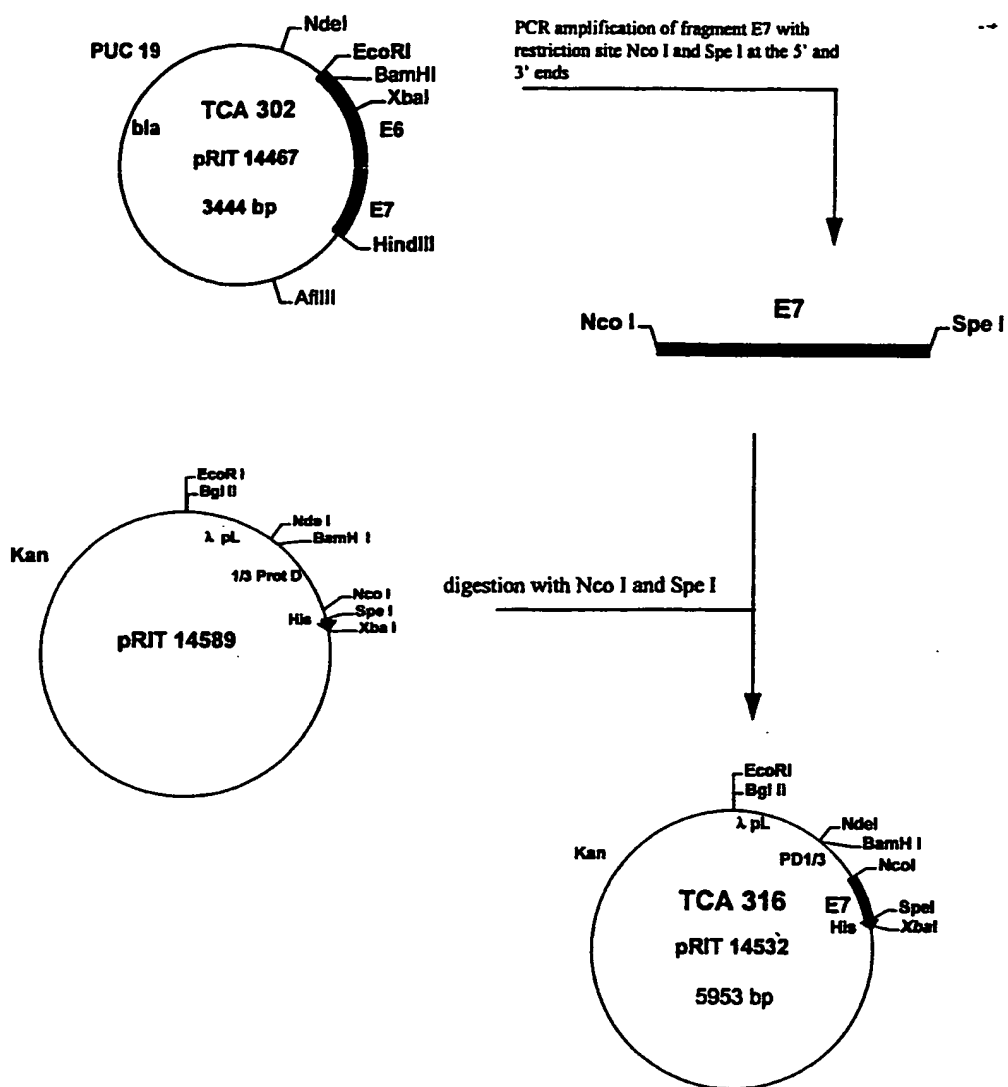 NdeI
PUC 19
EcoRI
BamHI
XbaI
TCA 302
bla
E6
pRIT 14467
3444 bp
E7
HindIII
AflIII
PCR amplification of fragment E7 with
restriction site Nco I and Spe I at the 5' and
3' ends
E7
Nco I
Spe I
EcoR I
Bgl II
Nde I
λ pL
BamH I
Kan
1/3 Prot D
Nco I
Spe I
His
Xba I
pRIT 14589
digestion with Nco I and Spe I
EcoRI
Bgl II
λ pL
NdeI
BamH I
Kan
PD1/3
NcoI
TCA 316
E7
SpeI
His
XbaI
pRIT 14532
5953 bp